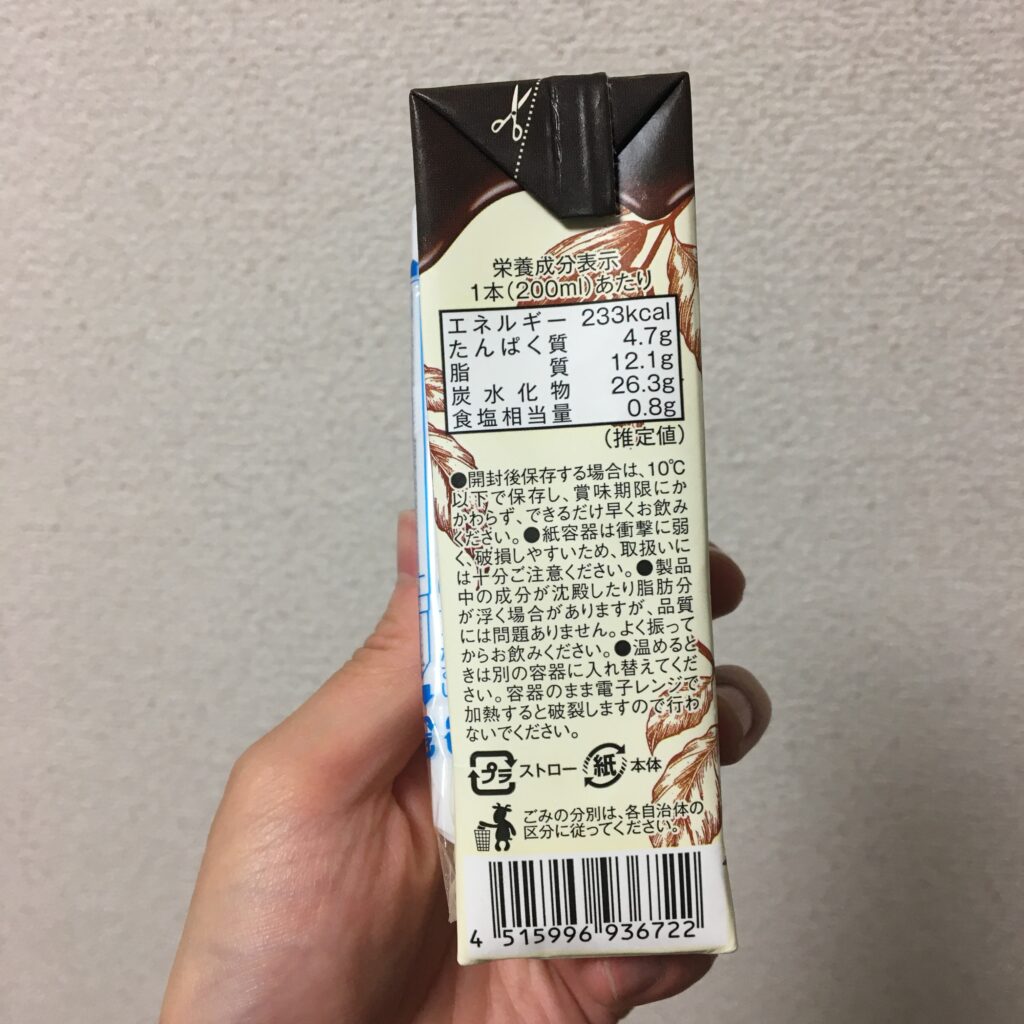 栄養成分表示
1本(200ml)あたり
エネルギー 233kcal
たんぱく質 4.7g
脂質 12.1g
炭水化物 26.3g
食塩相当量 0.8g
(推定値)
●開封後保存する場合は、10℃
以下で保存し、賞味期限にか
かわらず、できるだけ早くお飲み
ください。●紙容器は衝撃に弱
く、破損しやすいため、取扱いに
は十分ご注意ください。●製品
中の成分が沈殿したり脂肪分
が浮く場合がありますが、品質
には問題ありません。よく振って
からお飲みください。●温めると
きは別の容器に入れ替えてくだ
さい。容器のまま電子レンジで
加熱すると破裂しますので行わ
ないでください。
プラ ストロー 紙 本体
ごみの分別は、各自治体の
区分に従ってください。
4 515996 936722